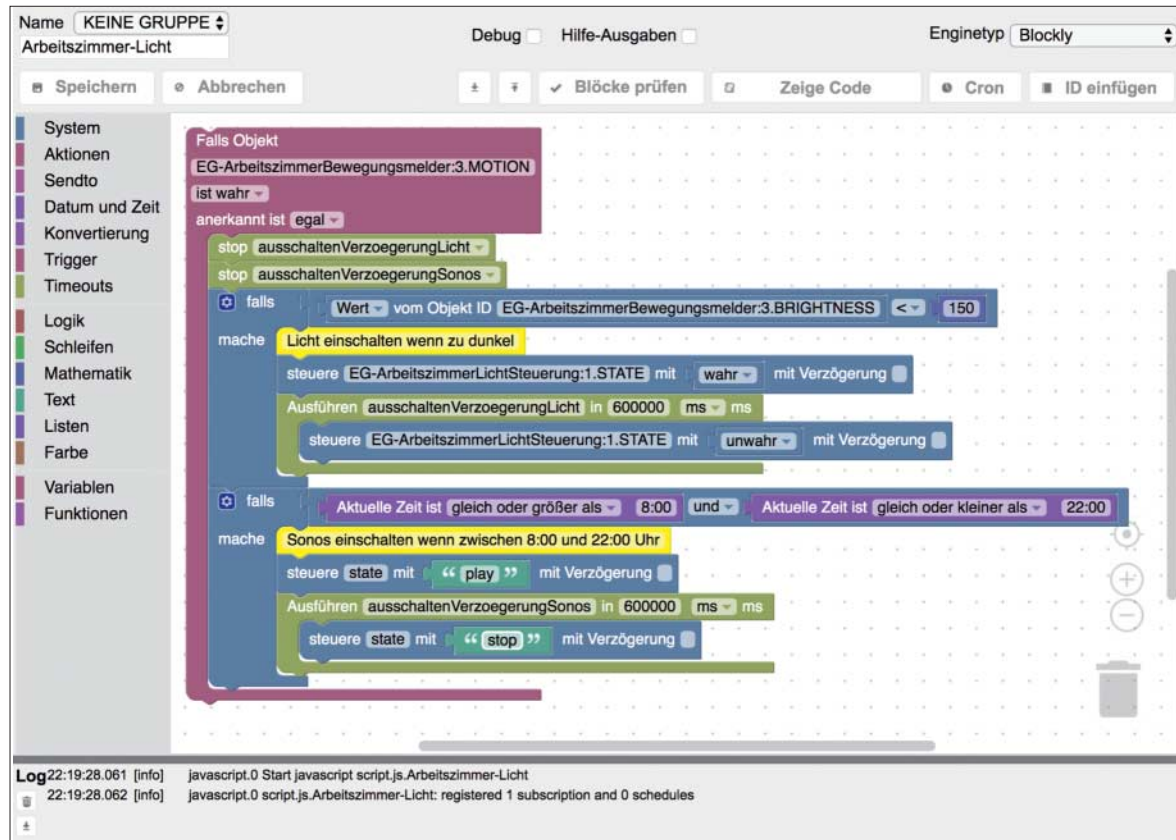 Name KEINE GRUPPE
Arbeitszimmer-Licht
Debug Hilfe-Ausgaben
Enginetyp Blockly
Speichern Abbrechen Blöcke prüfen Zeige Code Cron ID einfügen
System
Aktionen
Sendto
Datum und Zeit
Konvertierung
Trigger
Timeouts
Logik
Schleifen
Mathematik
Text
Listen
Farbe
Variablen
Funktionen
Falls Objekt
EG-ArbeitszimmerBewegungsmelder:3.MOTION
ist wahr
anerkannt ist egal
stop ausschaltenVerzoegerungLicht
stop ausschaltenVerzoegerungSonos
falls Wert vom Objekt ID EG-ArbeitszimmerBewegungsmelder:3.BRIGHTNESS < 150
mache Licht einschalten wenn zu dunkel
steuere EG-ArbeitszimmerLichtSteuerung:1.STATE mit wahr mit Verzögerung
Ausführen ausschaltenVerzoegerungLicht in 600000 ms ms
steuere EG-ArbeitszimmerLichtSteuerung:1.STATE mit unwahr mit Verzögerung
falls Aktuelle Zeit ist gleich oder größer als 8:00 und Aktuelle Zeit ist gleich oder kleiner als 22:00
mache Sonos einschalten wenn zwischen 8:00 und 22:00 Uhr
steuere state mit “ play ” mit Verzögerung
Ausführen ausschaltenVerzoegerungSonos in 600000 ms ms
steuere state mit “ stop ” mit Verzögerung
Log 22:19:28.061 [info] javascript.0 Start javascript script.js.Arbeitszimmer-Licht
22:19:28.062 [info] javascript.0 script.js.Arbeitszimmer-Licht: registered 1 subscription and 0 schedules